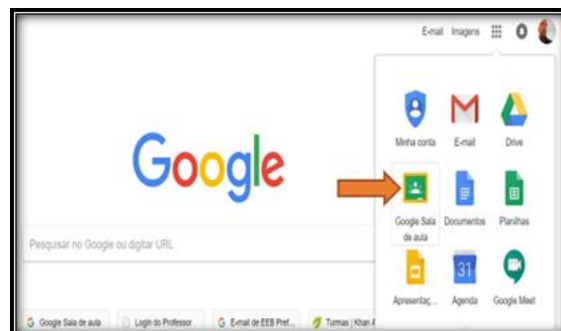 E-mail Imagens
Google
Pesquisar no Google ou digitar URL
Minha conta E-mail Drive
Google Sala de aula Documentos Planilhas
31
Apresentaç... Agenda Google Meet
Google Sala de aula Login do Professor E-mail de EEB Pref... Turmas | Khan A